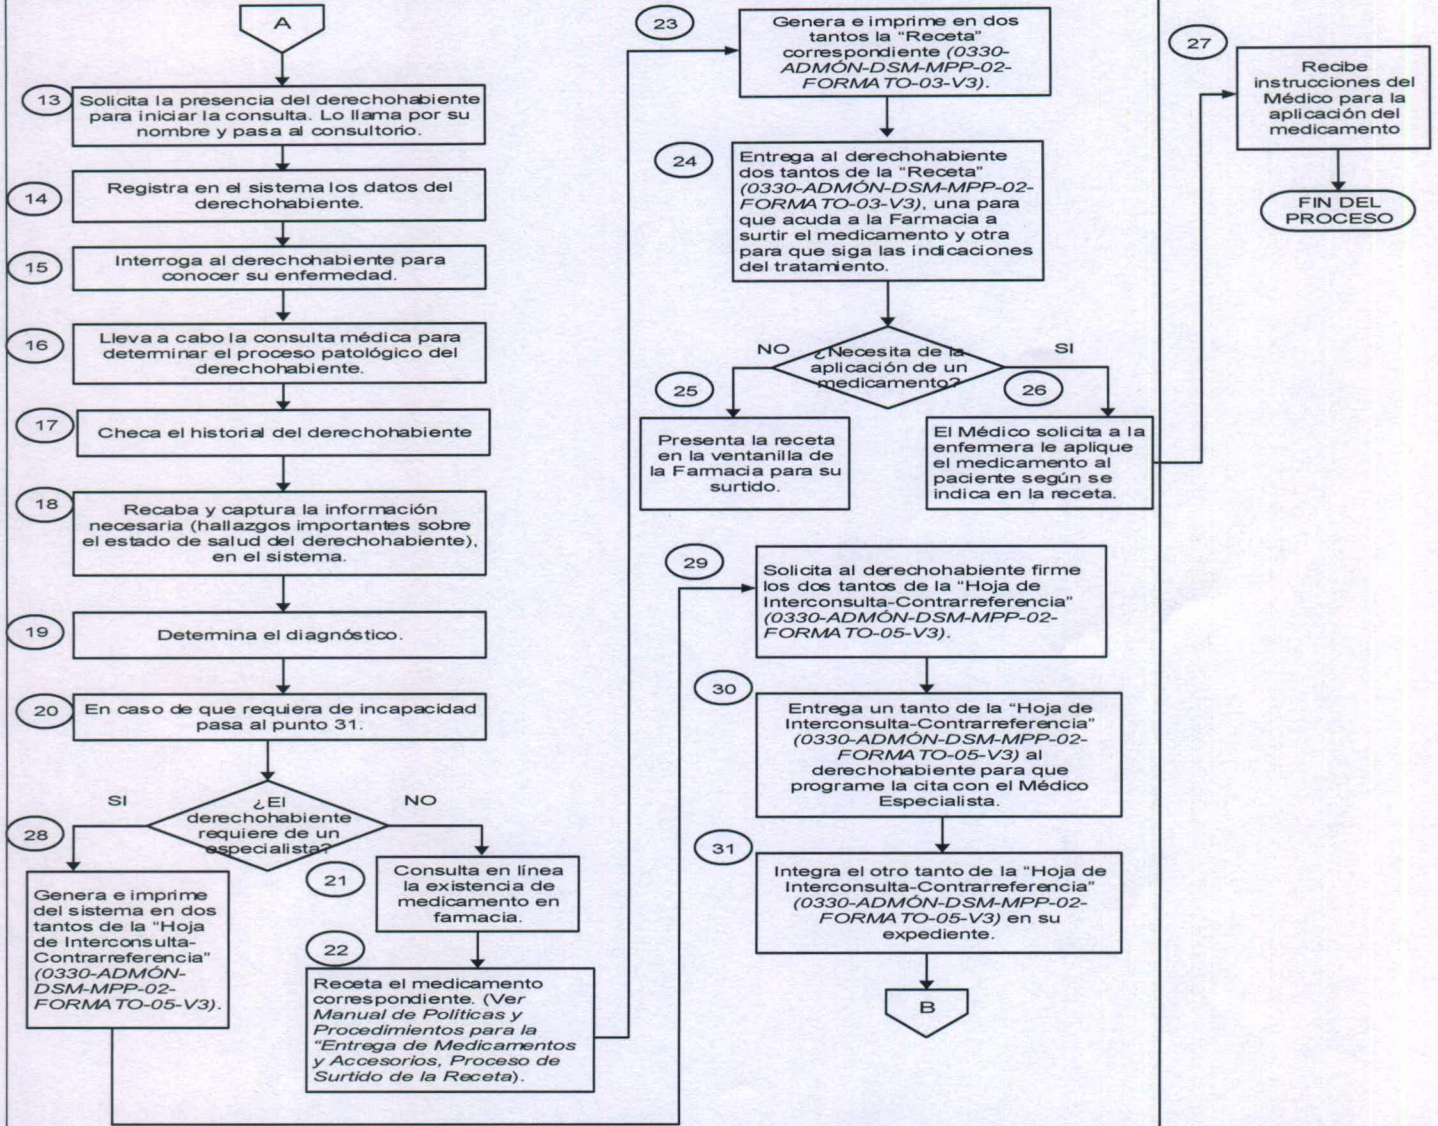 A
13
Solicita la presencia del derechohabiente
para iniciar la consulta. Lo llama por su
nombre y pasa al consultorio.
14
Registra en el sistema los datos del
derechohabiente.
15
Interroga al derechohabiente para
conocer su enfermedad.
16
Lleva a cabo la consulta médica para
determinar el proceso patológico del
derechohabiente.
17
Checa el historial del derechohabiente
18
Recaba y captura la información
necesaria (hallazgos importantes sobre
el estado de salud del derechohabiente),
en el sistema.
19
Determina el diagnóstico.
20
En caso de que requiera de incapacidad
pasa al punto 31.
¿El
derechohabiente
requiere de un
especialista?
SI
NO
28
Genera e imprime
del sistema en dos
tantos de la “Hoja
de Interconsulta-
Contrarreferencia”
(0330-ADMÓN-
DSM-MPP-02-
FORMATO-05-V3).
21
Consulta en línea
la existencia de
medicamento en
farmacia.
22
Receta el medicamento
correspondiente. (Ver
Manual de Políticas y
Procedimientos para la
“Entrega de Medicamentos
y Accesorios, Proceso de
Surtido de la Receta).
23
Genera e imprime en dos
tantos la “Receta”
correspondiente (0330-
ADMÓN-DSM-MPP-02-
FORMATO-03-V3).
24
Entrega al derechohabiente
dos tantos de la “Receta”
(0330-ADMÓN-DSM-MPP-02-
FORMATO-03-V3), una para
que acuda a la Farmacia a
surtir el medicamento y otra
para que siga las indicaciones
del tratamiento.
¿Necesita de la
aplicación de un
medicamento?
NO
SI
25
Presenta la receta
en la ventanilla de
la Farmacia para su
surtido.
26
El Médico solicita a la
enfermera le aplique
el medicamento al
paciente según se
indica en la receta.
29
Solicita al derechohabiente firme
los dos tantos de la “Hoja de
Interconsulta-Contrarreferencia”
(0330-ADMÓN-DSM-MPP-02-
FORMATO-05-V3).
30
Entrega un tanto de la “Hoja de
Interconsulta-Contrarreferencia”
(0330-ADMÓN-DSM-MPP-02-
FORMATO-05-V3) al
derechohabiente para que
programe la cita con el Médico
Especialista.
31
Integra el otro tanto de la “Hoja de
Interconsulta-Contrarreferencia”
(0330-ADMÓN-DSM-MPP-02-
FORMATO-05-V3) en su
expediente.
B
27
Recibe
instrucciones del
Médico para la
aplicación del
medicamento
FIN DEL
PROCESO